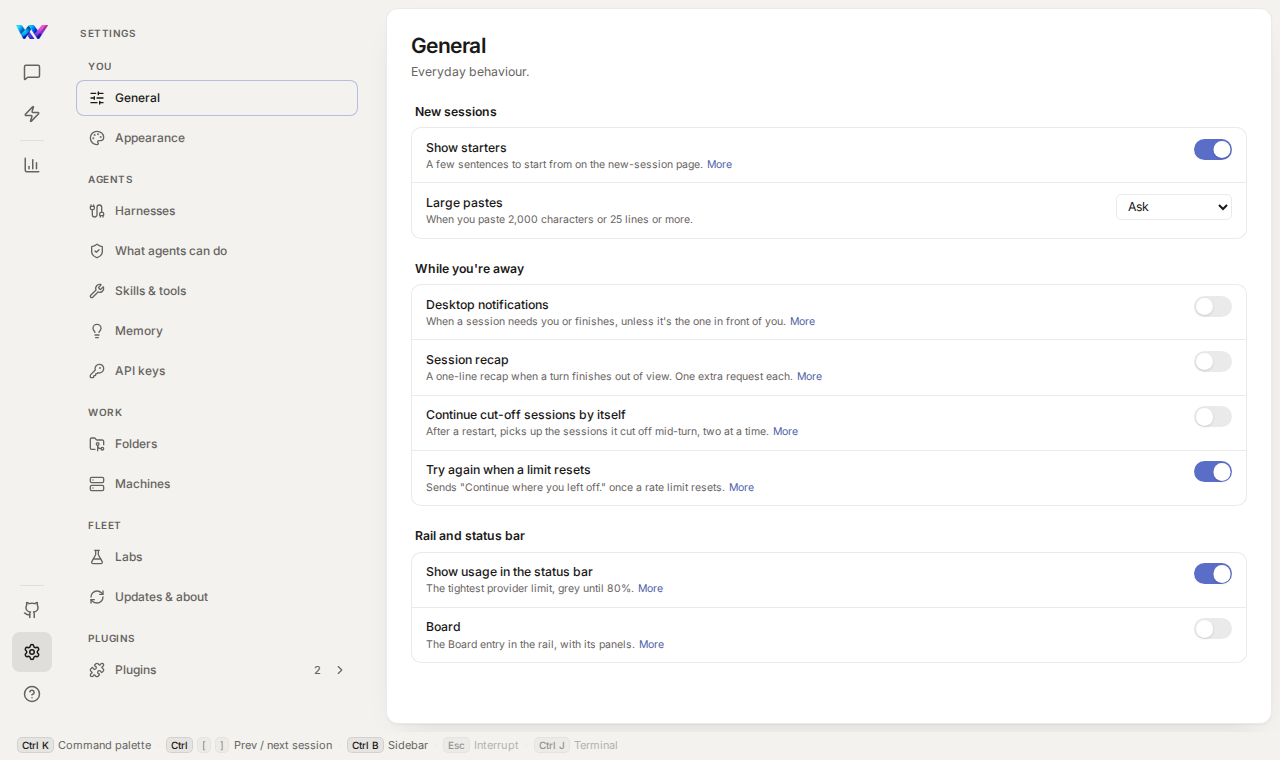 SETTINGS
YOU
General
Appearance
AGENTS
Harnesses
What agents can do
Skills & tools
Memory
API keys
WORK
Folders
Machines
FLEET
Labs
Updates & about
PLUGINS
Plugins 2
General
Everyday behaviour.
New sessions
Show starters
A few sentences to start from on the new-session page. More
Large pastes
When you paste 2,000 characters or 25 lines or more.
Ask
While you're away
Desktop notifications
When a session needs you or finishes, unless it's the one in front of you. More
Session recap
A one-line recap when a turn finishes out of view. One extra request each. More
Continue cut-off sessions by itself
After a restart, picks up the sessions it cut off mid-turn, two at a time. More
Try again when a limit resets
Sends "Continue where you left off." once a rate limit resets. More
Rail and status bar
Show usage in the status bar
The tightest provider limit, grey until 80%. More
Board
The Board entry in the rail, with its panels. More
Ctrl K Command palette Ctrl [ ] Prev / next session Ctrl B Sidebar Esc Interrupt Ctrl J Terminal